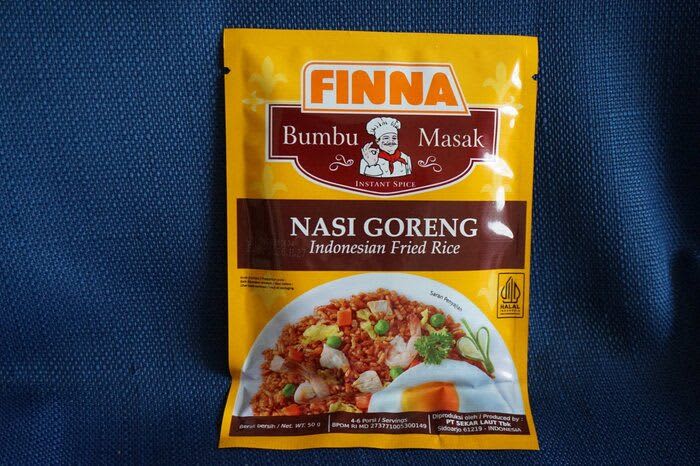 FINNA
Bumbu Masak
INSTANT SPICE
NASI GORENG
Indonesian Fried Rice
HALAL
INDONESIA
Saran Penyajian
Berat bersih / Net. WT. 50 g
4-6 Porsi / Servings
BPOM RI MD 273771005300149
Diproduksi oleh / Produced by :
PT SEKAR LAUT Tbk
Sidoarjo 61219 - INDONESIA